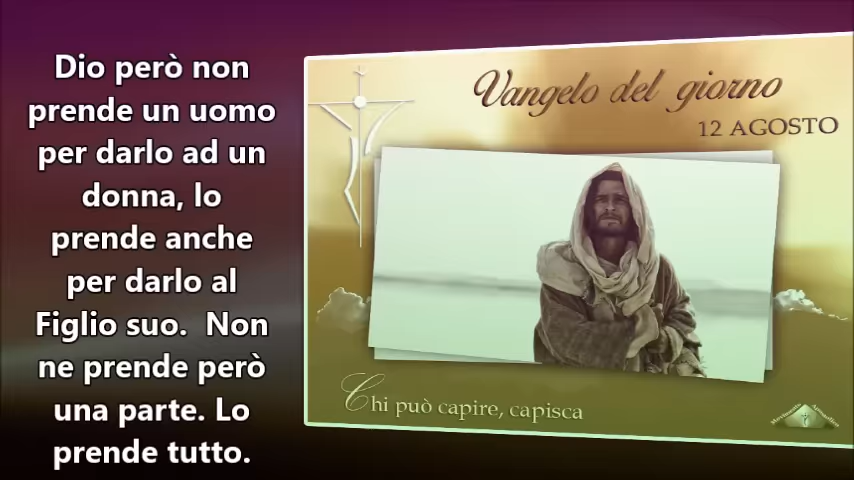 Dio però non
prende un uomo
per darlo ad un
donna, lo
prende anche
per darlo al
Figlio suo. Non
ne prende però
una parte. Lo
prende tutto.
Vangelo del giorno
12 AGOSTO
Chi può capire, capisca